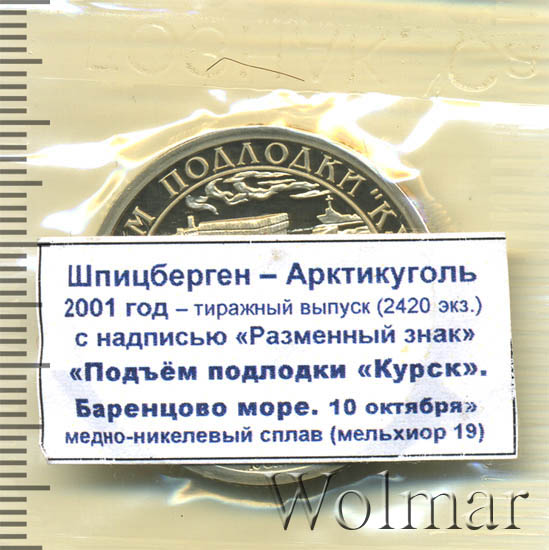 М ПОДЛОДКИ "К
Шпицберген – Арктикуголь
2001 год – тиражный выпуск (2420 экз.)
с надписью «Разменный знак»
«Подъём подлодки «Курск».
Баренцово море. 10 октября»
медно-никелевый сплав (мельхиор 19)
Wolmar